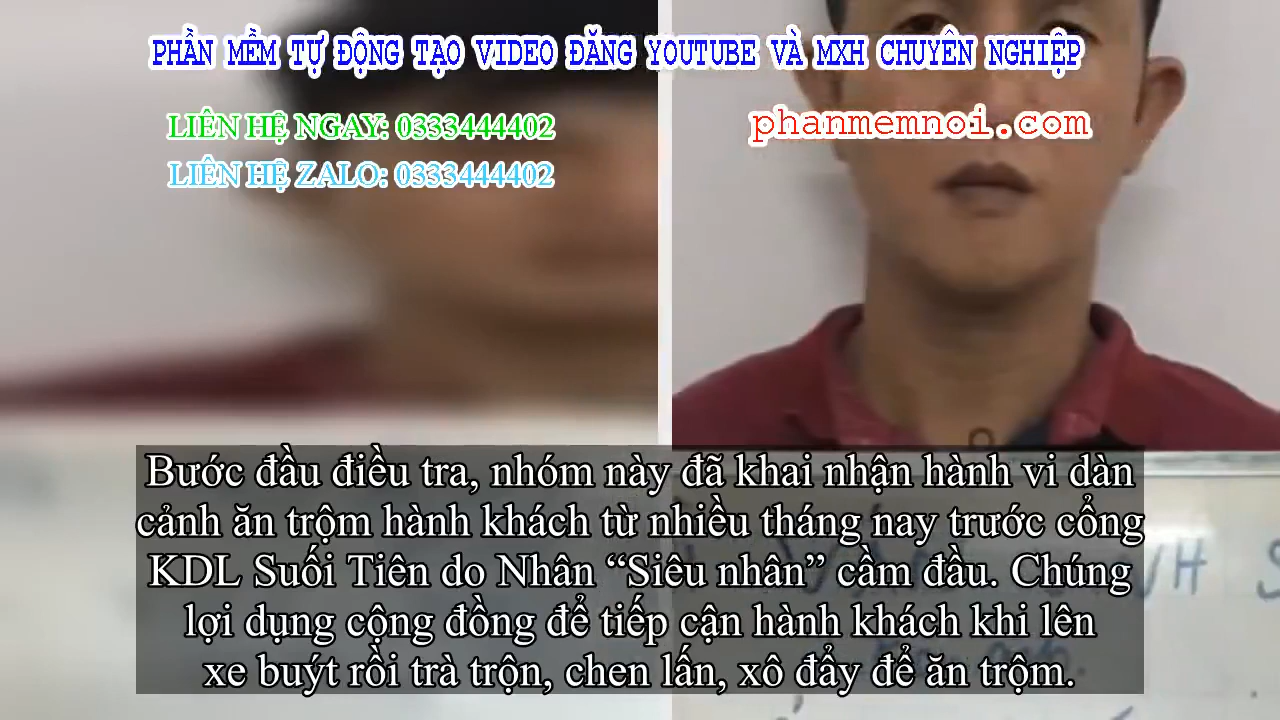 PHẦN MỀM TỰ ĐỘNG TẠO VIDEO ĐĂNG YOUTUBE VÀ MXH CHUYÊN NGHIỆP
LIÊN HỆ NGAY: 0333444402
phanmemnoi.com
LIÊN HỆ ZALO: 0333444402
Bước đầu điều tra, nhóm này đã khai nhận hành vi dàn
cảnh ăn trộm hành khách từ nhiều tháng nay trước cổng
KDL Suối Tiên do Nhân “Siêu nhân” cầm đầu. Chúng
lợi dụng cộng đồng để tiếp cận hành khách khi lên
xe buýt rồi trà trộn, chen lấn, xô đẩy để ăn trộm.